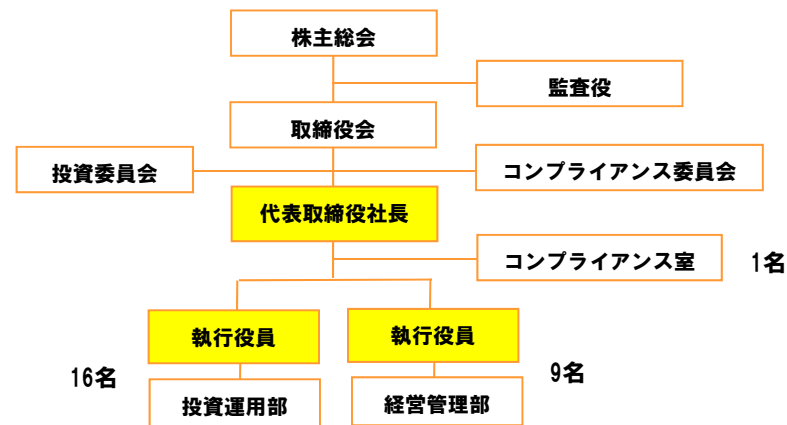 株主総会
監査役
取締役会
投資委員会
コンプライアンス委員会
代表取締役社長
コンプライアンス室
1名
執行役員
執行役員
16名
9名
投資運用部
経営管理部